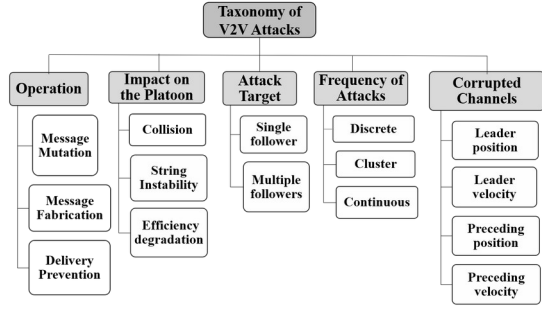 Taxonomy of
V2V Attacks
Operation
Message
Mutation
Message
Fabrication
Delivery
Prevention
Impact on
the Platoon
Collision
String
Instability
Efficiency
degradation
Attack
Target
Single
follower
Multiple
followers
Frequency of
Attacks
Discrete
Cluster
Continuous
Corrupted
Channels
Leader
position
Leader
velocity
Preceding
position
Preceding
velocity